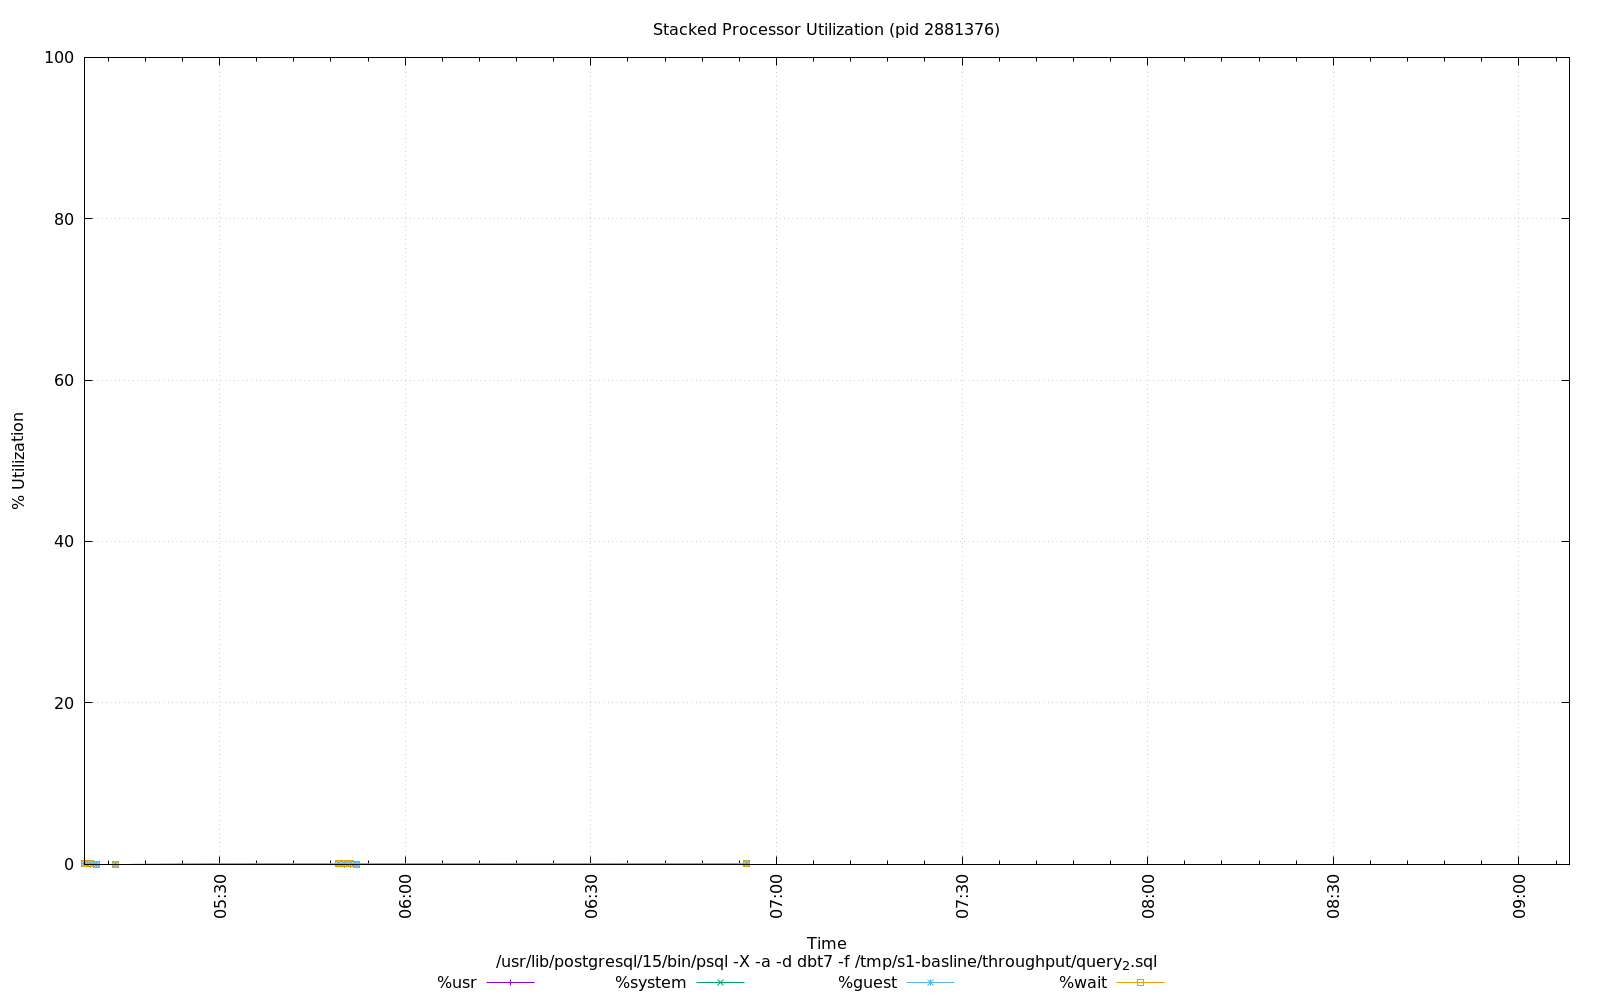 Stacked Processor Utilization (pid 2881376)
100
80
60
40
20
0
% Utilization
05:30
06:00
06:30
07:00
07:30
08:00
08:30
09:00
Time
/usr/lib/postgresql/15/bin/psql -X -a -d dbt7 -f /tmp/s1-basline/throughput/query₂.sql
%usr %system %guest %wait